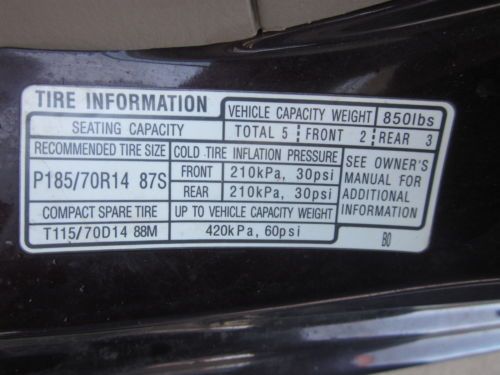 TIRE INFORMATION
VEHICLE CAPACITY WEIGHT 850lbs
SEATING CAPACITY TOTAL 5 FRONT 2 REAR 3
RECOMMENDED TIRE SIZE
P185/70R14 87S
COLD TIRE INFLATION PRESSURE
FRONT 210kPa, 30psi
REAR 210kPa, 30psi
SEE OWNER'S
MANUAL FOR
ADDITIONAL
INFORMATION
COMPACT SPARE TIRE
T115/70D14 88M
UP TO VEHICLE CAPACITY WEIGHT
420kPa, 60psi
B0